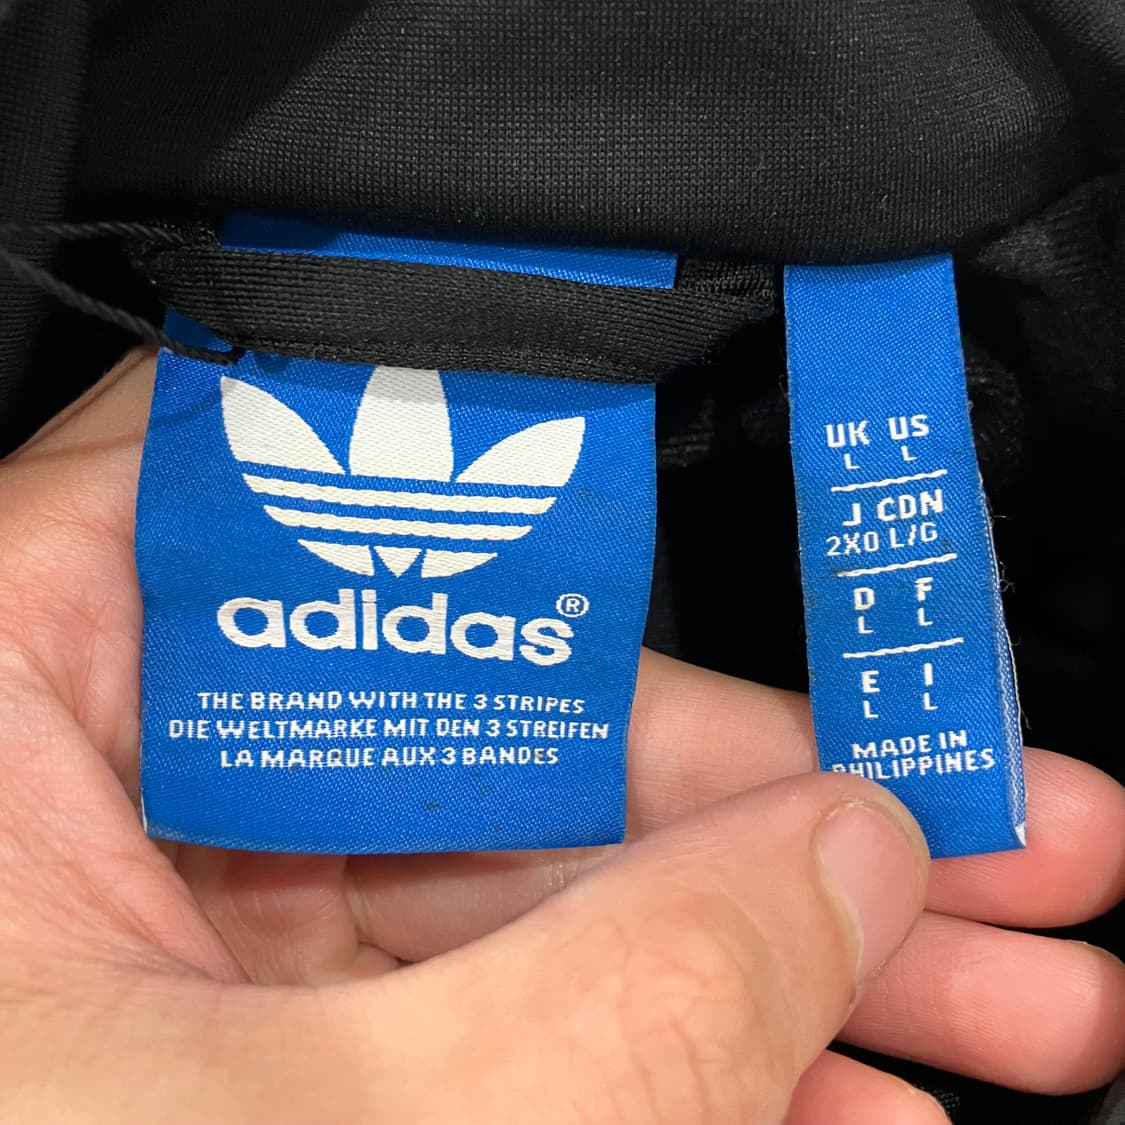 adidas®
THE BRAND WITH THE 3 STRIPES
DIE WELTMARKE MIT DEN 3 STREIFEN
LA MARQUE AUX 3 BANDES
UK US
L L
J CDN
2XO L/G
D F
L L
E I
L L
MADE IN
PHILIPPINES